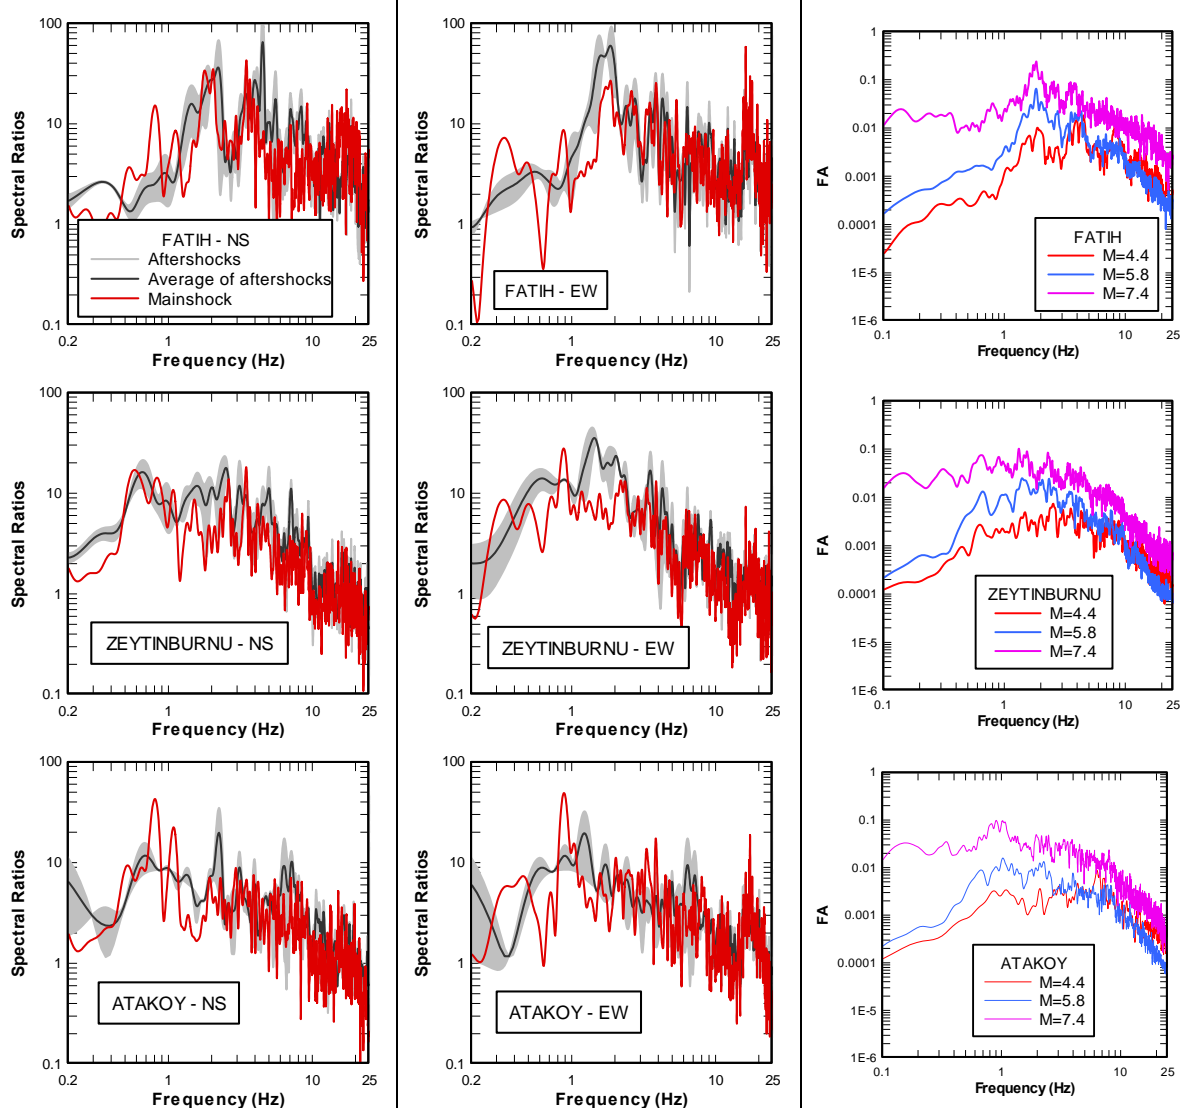 100
10
1
0.1
Spectral Ratios
FATIH - NS
Aftershocks
Average of aftershocks
Mainshock
0.2
1
10
25
Frequency (Hz)
100
10
1
0.1
Spectral Ratios
FATIH - EW
0.2
1
10
25
Frequency (Hz)
1
0.1
0.01
0.001
0.0001
1E-5
1E-6
FA
FATIH
M=4.4
M=5.8
M=7.4
0.1
1
10
25
Frequency (Hz)
100
10
1
0.1
Spectral Ratios
ZEYTINBURNU - NS
0.2
1
10
25
Frequency (Hz)
100
10
1
0.1
Spectral Ratios
ZEYTINBURNU - EW
0.2
1
10
25
Frequency (Hz)
1
0.1
0.01
0.001
0.0001
1E-5
1E-6
FA
ZEYTINBURNU
M=4.4
M=5.8
M=7.4
0.1
1
10
25
Frequency (Hz)
100
10
1
0.1
Spectral Ratios
ATAKOY - NS
0.2
1
10
25
Frequency (Hz)
100
10
1
0.1
Spectral Ratios
ATAKOY - EW
0.2
1
10
25
Frequency (Hz)
1
0.1
0.01
0.001
0.0001
1E-5
1E-6
FA
ATAKOY
M=4.4
M=5.8
M=7.4
0.1
1
10
25
Frequency (Hz)